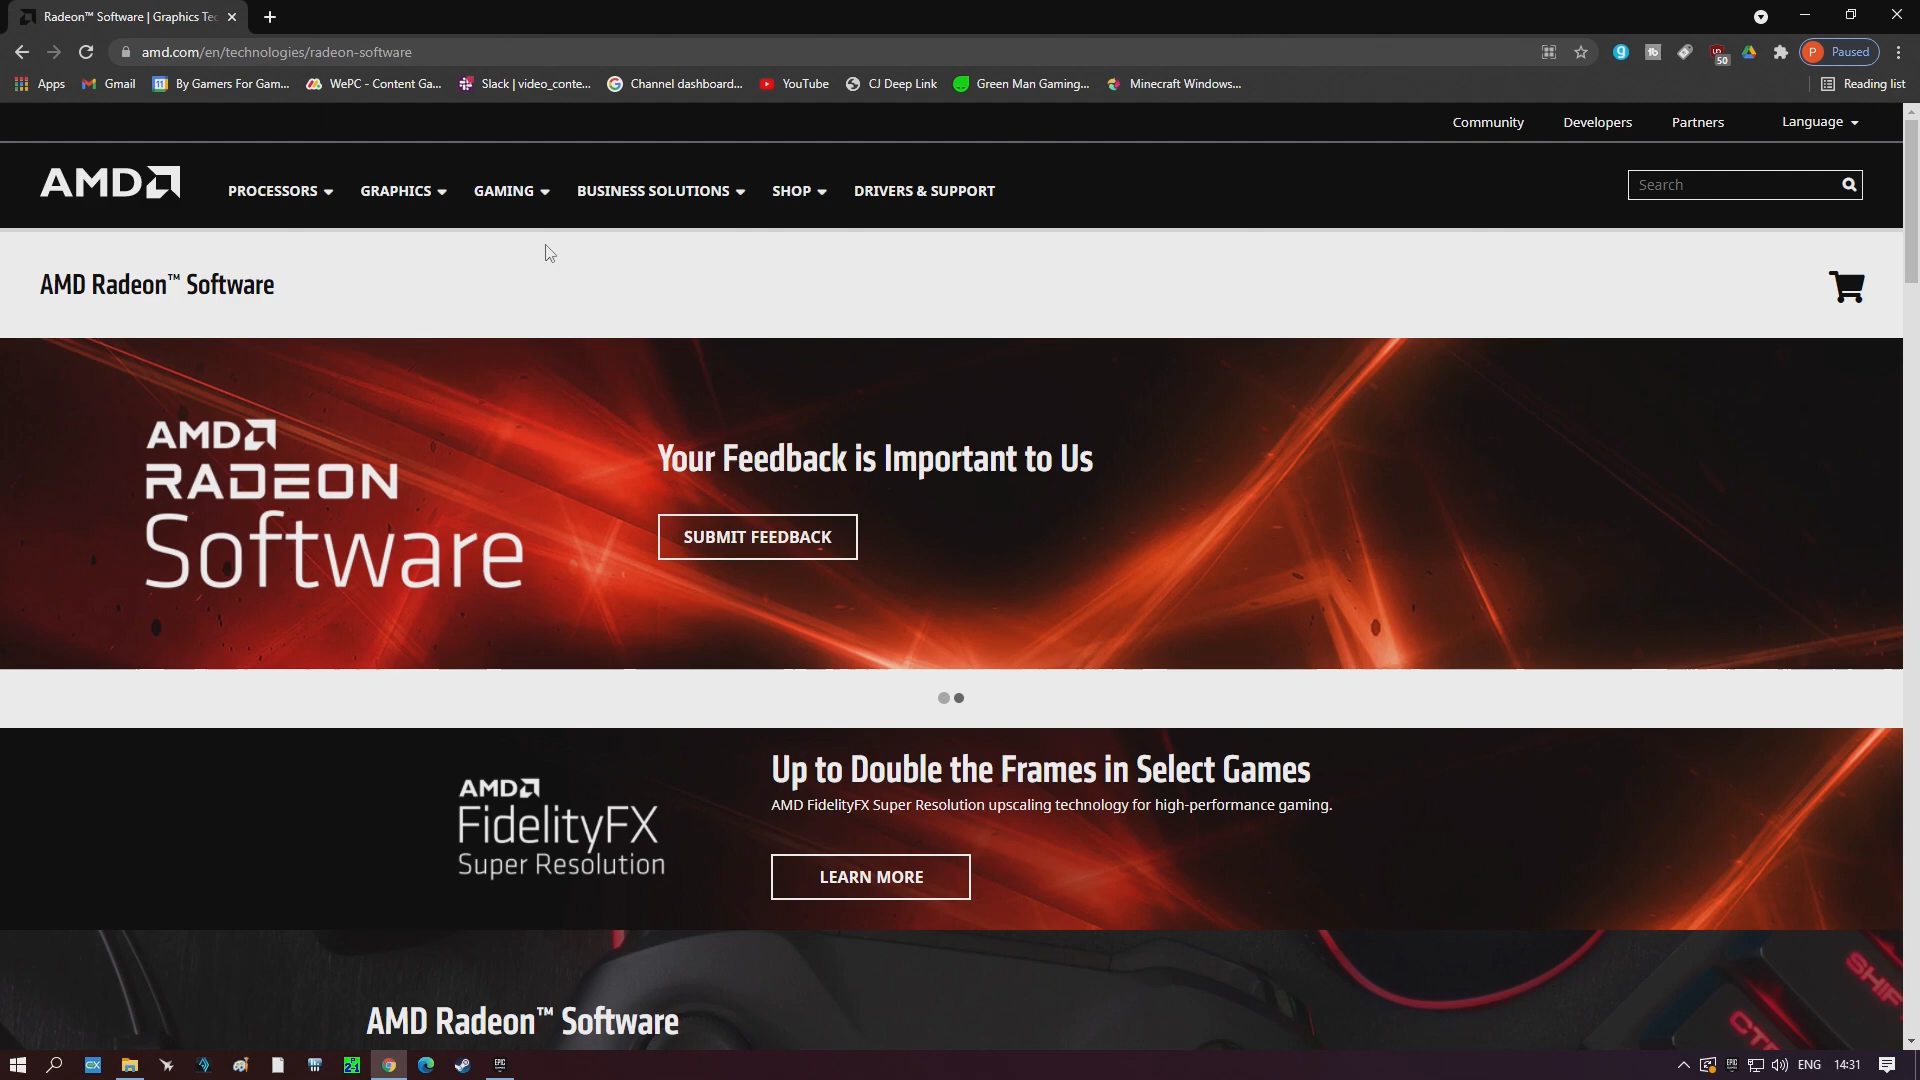 Radeon™ Software | Graphics Tec
amd.com/en/technologies/radeon-software
50
P Paused
Apps
Gmail
By Gamers For Gam...
WePC - Content Ga...
Slack | video_conte...
Channel dashboard...
YouTube
CJ Deep Link
Green Man Gaming...
Minecraft Windows...
Reading list
Community
Developers
Partners
Language
AMD
PROCESSORS
GRAPHICS
GAMING
BUSINESS SOLUTIONS
SHOP
DRIVERS & SUPPORT
Search
AMD Radeon™ Software
AMD
RADEON
Software
Your Feedback is Important to Us
SUBMIT FEEDBACK
AMD
FidelityFX
Super Resolution
Up to Double the Frames in Select Games
AMD FidelityFX Super Resolution upscaling technology for high-performance gaming.
LEARN MORE
AMD Radeon™ Software
SHIF
CTR
ENG
14:31